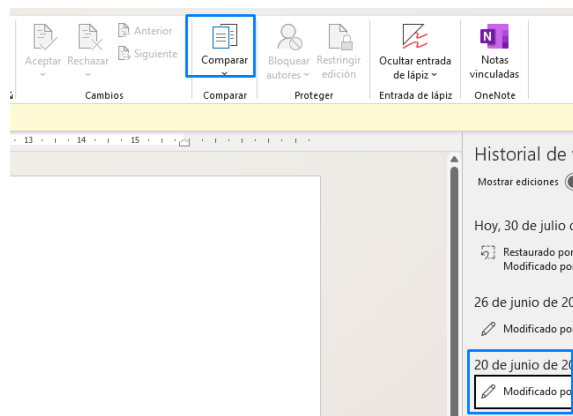 Aceptar
Rechazar
Anterior
Siguiente
Cambios
Comparar
Comparar
Bloquear autores
Restringir edición
Proteger
Ocultar entrada de lápiz
Entrada de lápiz
N
Notas vinculadas
OneNote
13 14 15
Historial de
Mostrar ediciones
Hoy, 30 de julio
Restaurado por
Modificado por
26 de junio de 20
Modificado por
20 de junio de 20
Modificado po